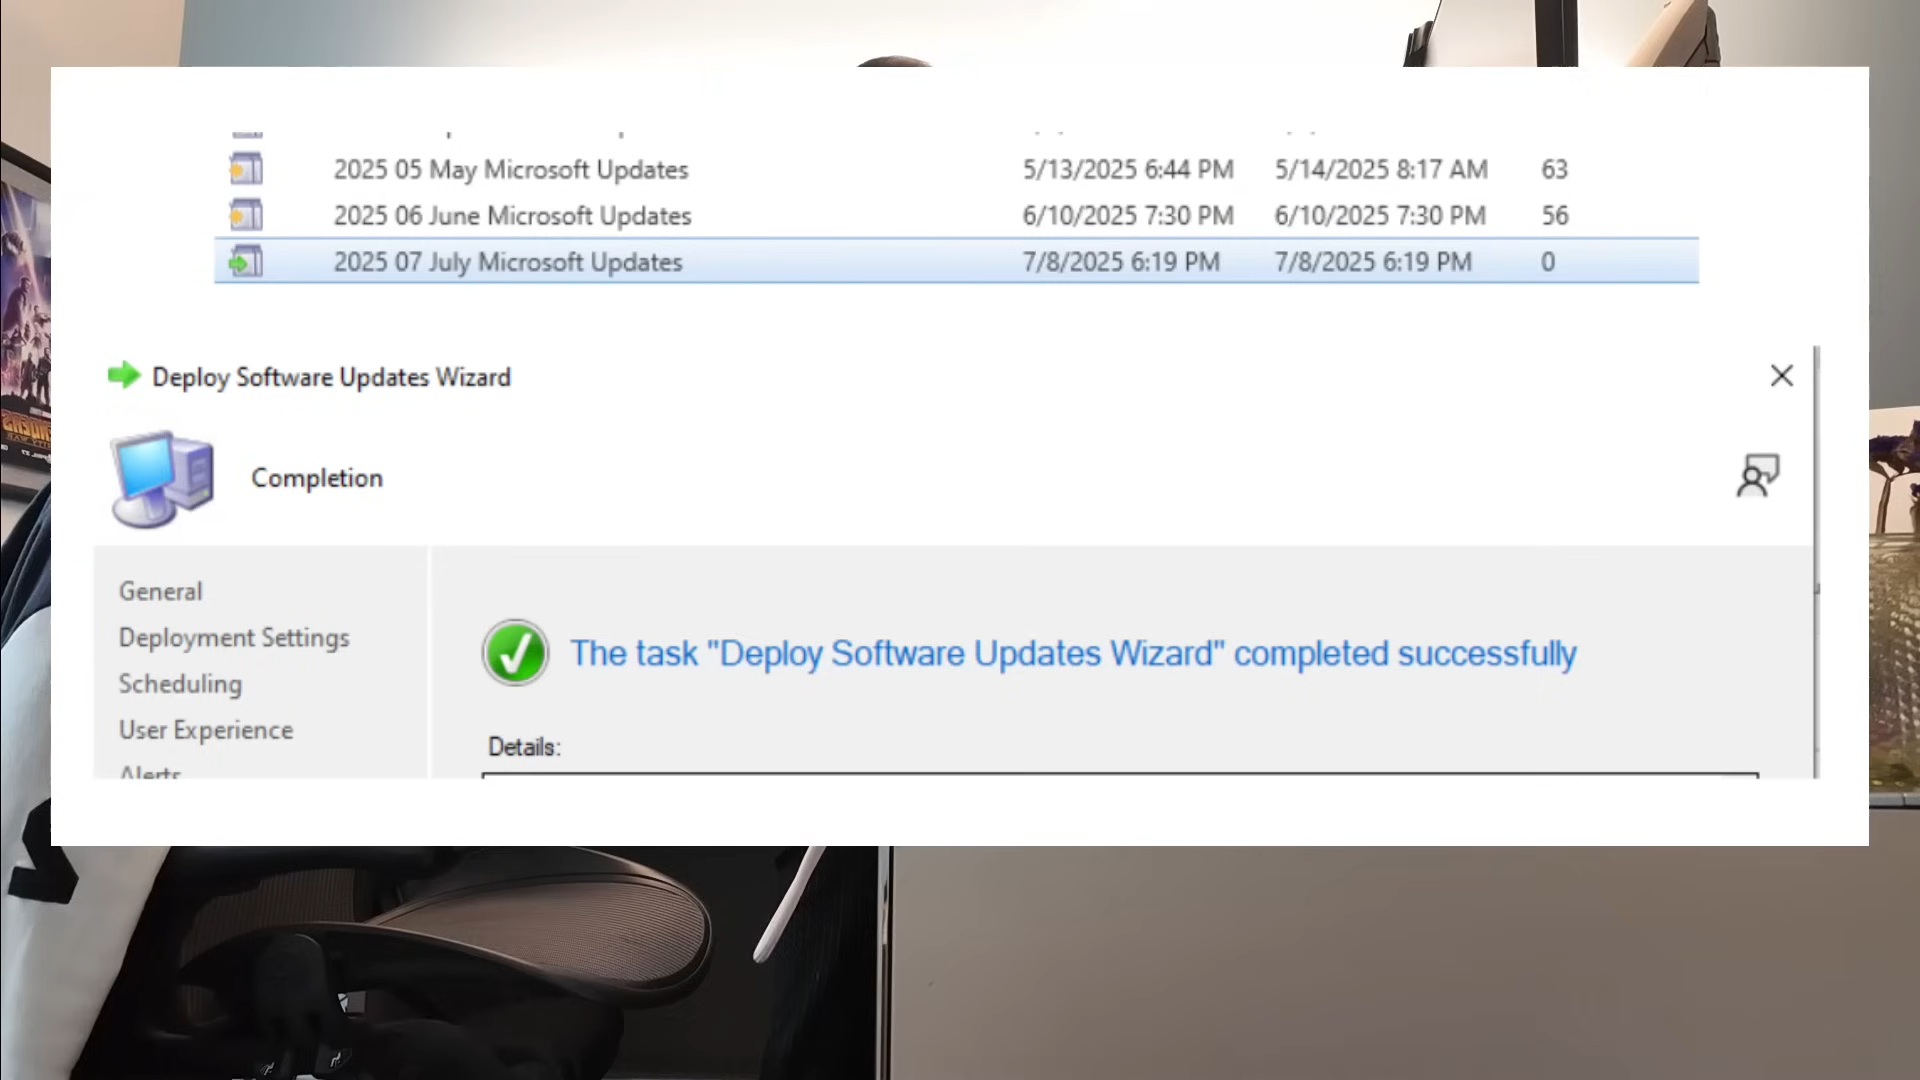 2025 05 May Microsoft Updates 5/13/2025 6:44 PM 5/14/2025 8:17 AM 63
2025 06 June Microsoft Updates 6/10/2025 7:30 PM 6/10/2025 7:30 PM 56
2025 07 July Microsoft Updates 7/8/2025 6:19 PM 7/8/2025 6:19 PM 0
Deploy Software Updates Wizard
Completion
General
Deployment Settings
Scheduling
User Experience
Alerts
The task "Deploy Software Updates Wizard" completed successfully
Details: